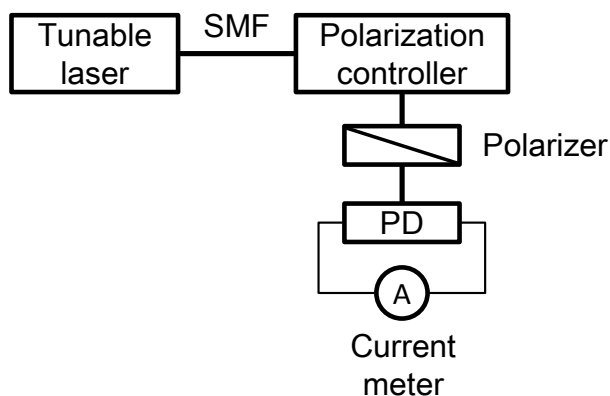 Tunable
laser
SMF
Polarization
controller
Polarizer
PD
A
Current
meter